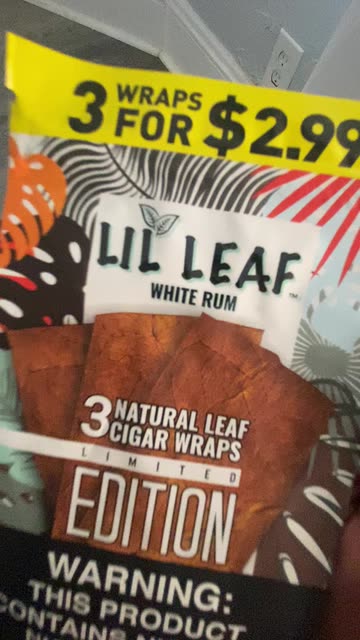 3 WRAPS FOR $2.99
LIL' LEAF™
WHITE RUM
3 NATURAL LEAF
CIGAR WRAPS
LIMITED
EDITION
WARNING:
THIS PRODUCT
CONTAINS